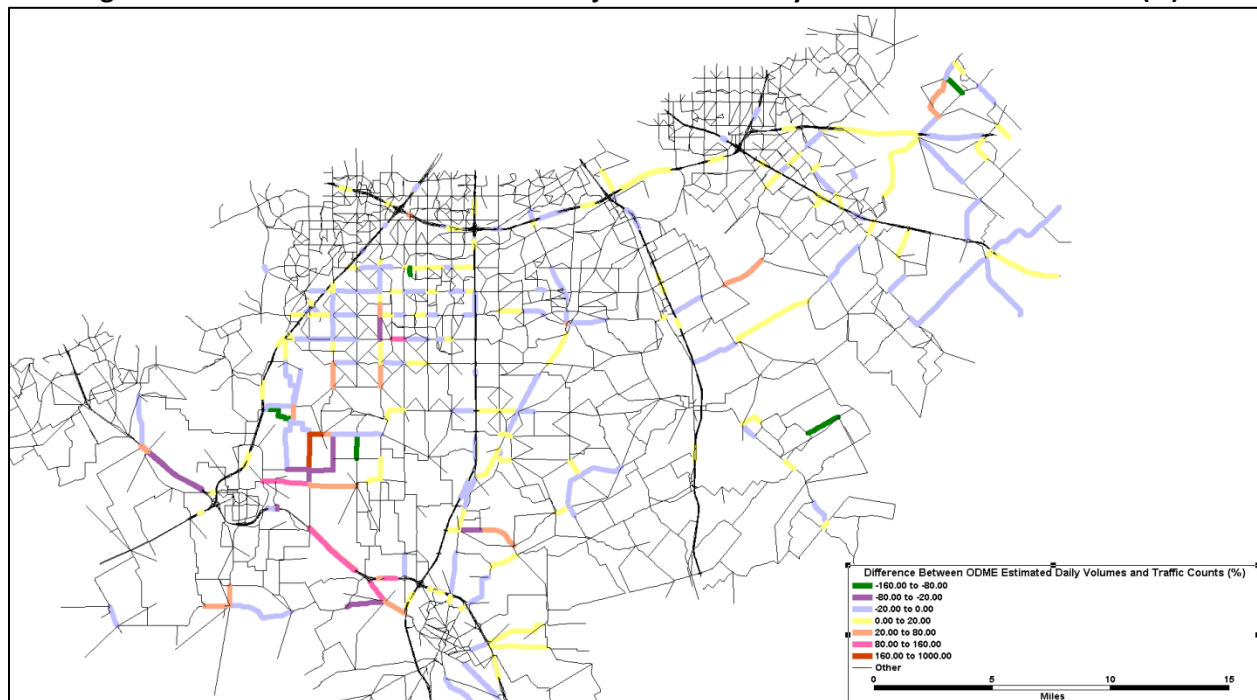 Difference Between ODME Estimated Daily Volumes and Traffic Counts (%)
-160.00 to -80.00
-80.00 to -20.00
-20.00 to 0.00
0.00 to 20.00
20.00 to 80.00
80.00 to 160.00
160.00 to 1000.00
Other
0 5 10 15
Miles